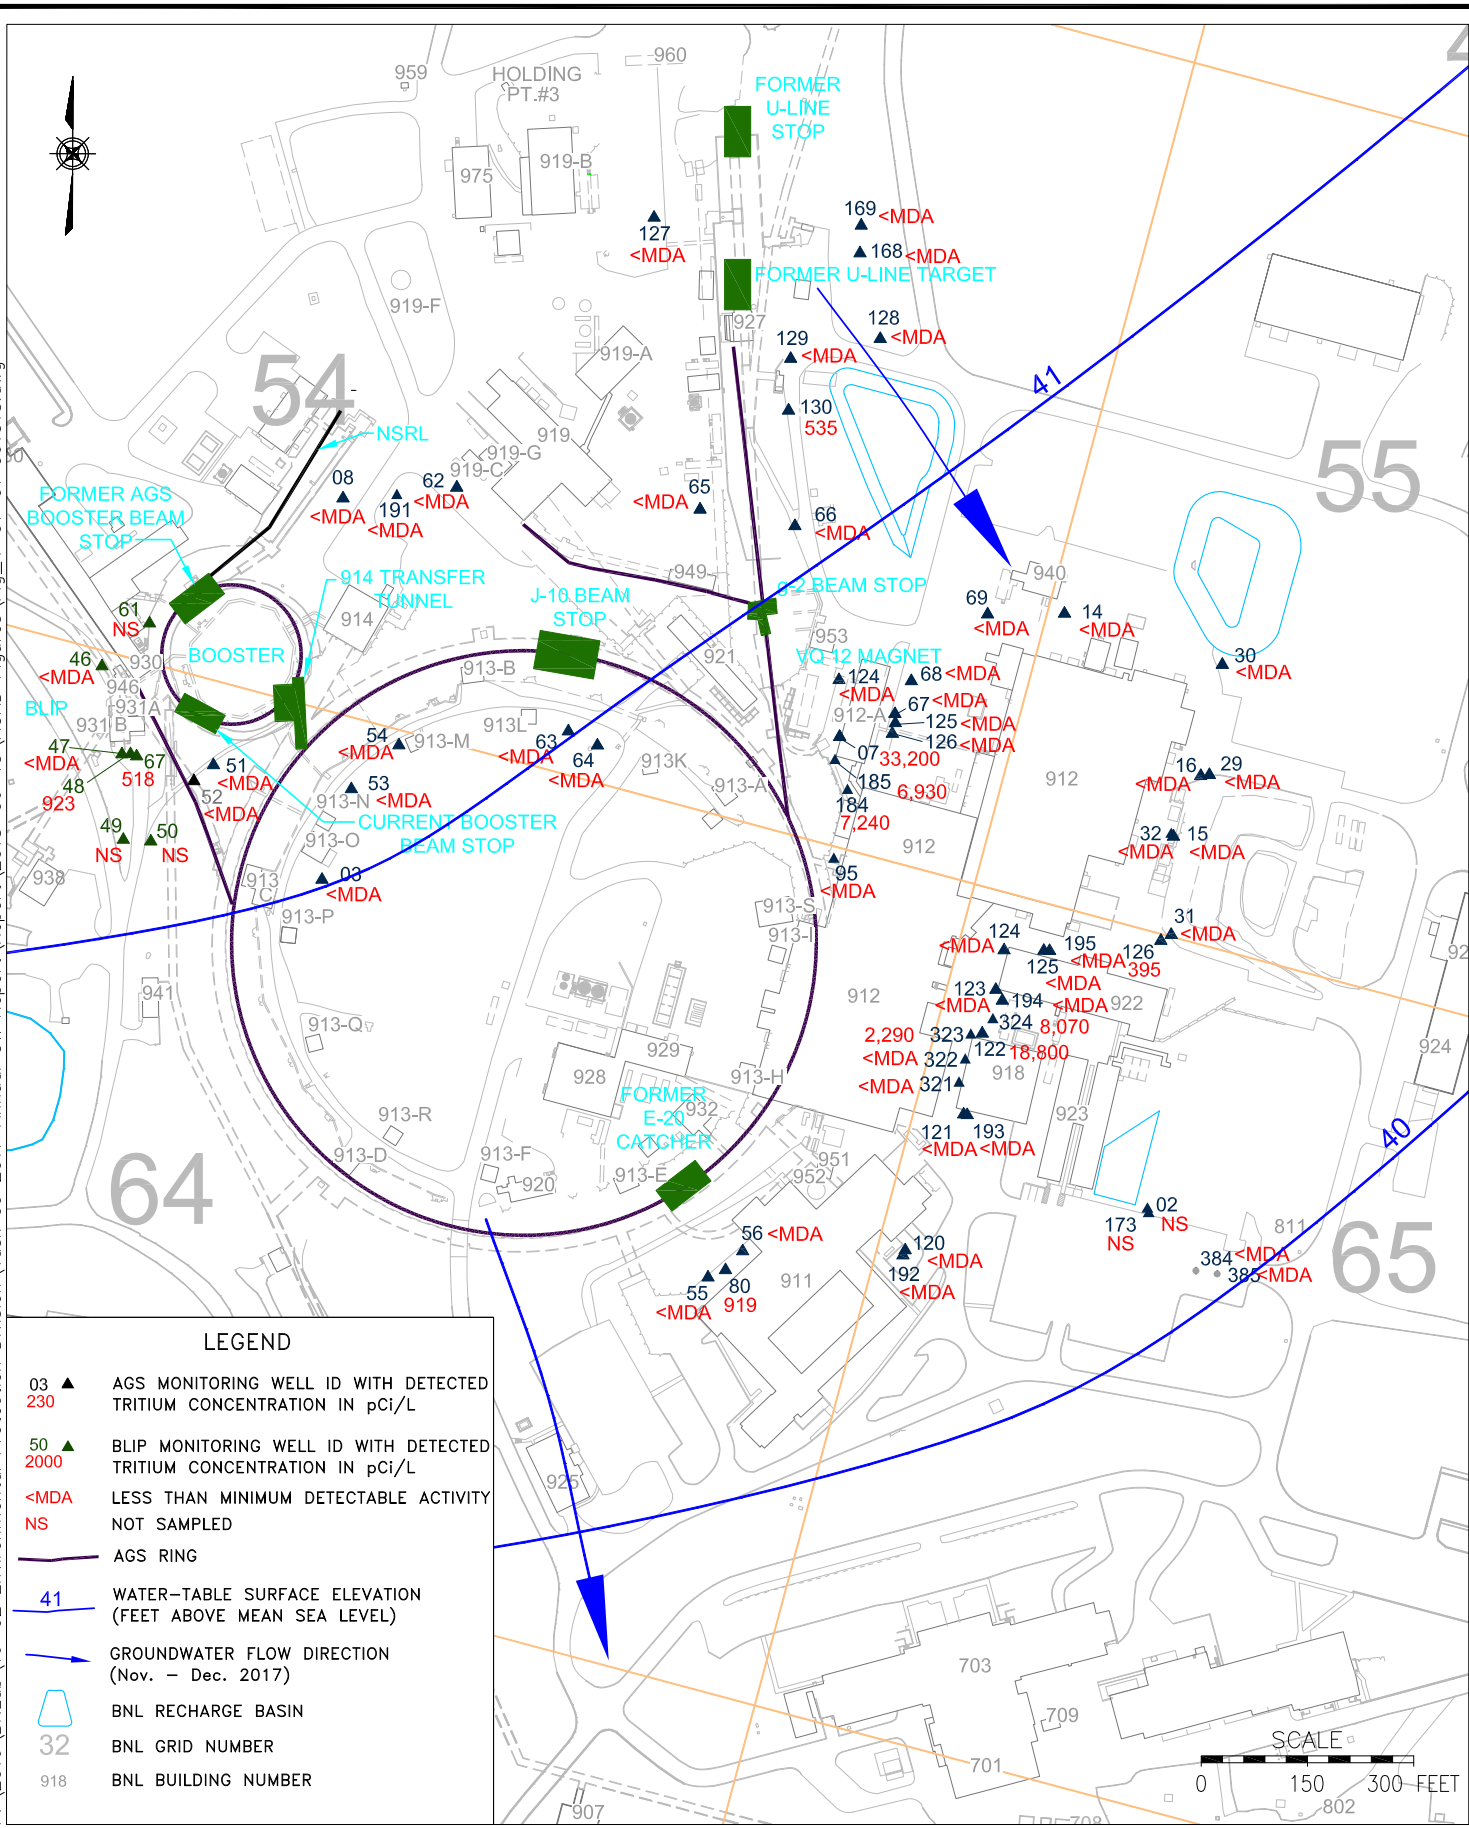 960
959
HOLDING
PT.#3
FORMER
U-LINE
STOP
975
919-B
169
<MDA
127
<MDA
168
<MDA
FORMER U-LINE TARGET
919-F
927
128
<MDA
129
<MDA
919-A
54
41
130
535
NSRL
919
919-G
919-C
55
FORMER AGS
BOOSTER BEAM
STOP
08
<MDA
191
<MDA
62
<MDA
65
<MDA
66
<MDA
949
940
914 TRANSFER
TUNNEL
914
J-10 BEAM
STOP
g-2 BEAM STOP
61
NS
69
<MDA
14
<MDA
953
BOOSTER
930
46
<MDA
946
931A
931B
BLIP
913-B
921
VQ 12 MAGNET
124
<MDA
68
<MDA
67
<MDA
912-A
125
<MDA
126
<MDA
30
<MDA
913L
63
<MDA
64
<MDA
54
<MDA
913-M
913K
07
33,200
47
<MDA
48
923
67
518
51
<MDA
52
<MDA
53
<MDA
913-N
913-A
185
6,930
184
7,240
912
16
<MDA
29
<MDA
CURRENT BOOSTER
BEAM STOP
913-O
49
NS
50
NS
912
32
<MDA
15
<MDA
938
913
C
03
<MDA
95
<MDA
913-P
913-S
913-I
31
<MDA
126
395
124
<MDA
125
<MDA
195
<MDA
941
912
123
<MDA
194
<MDA
922
913-Q
324
8,070
2,290
323
122
18,800
<MDA
322
924
929
928
913-H
918
<MDA
321
FORMER
E-20
CATCHER
932
923
913-R
121
<MDA
193
<MDA
40
913-D
913-F
920
913-E
951
952
64
02
NS
173
NS
811
65
56
<MDA
120
<MDA
192
<MDA
384
<MDA
385
<MDA
55
<MDA
80
919
911
925
703
709
701
907
708
802
LEGEND
03
230
AGS MONITORING WELL ID WITH DETECTED
TRITIUM CONCENTRATION IN pCi/L
50
2000
BLIP MONITORING WELL ID WITH DETECTED
TRITIUM CONCENTRATION IN pCi/L
<MDA LESS THAN MINIMUM DETECTABLE ACTIVITY
NS NOT SAMPLED
AGS RING
41
WATER-TABLE SURFACE ELEVATION
(FEET ABOVE MEAN SEA LEVEL)
GROUNDWATER FLOW DIRECTION
(Nov. - Dec. 2017)
BNL RECHARGE BASIN
32 BNL GRID NUMBER
918 BNL BUILDING NUMBER
SCALE
0 150 300 FEET